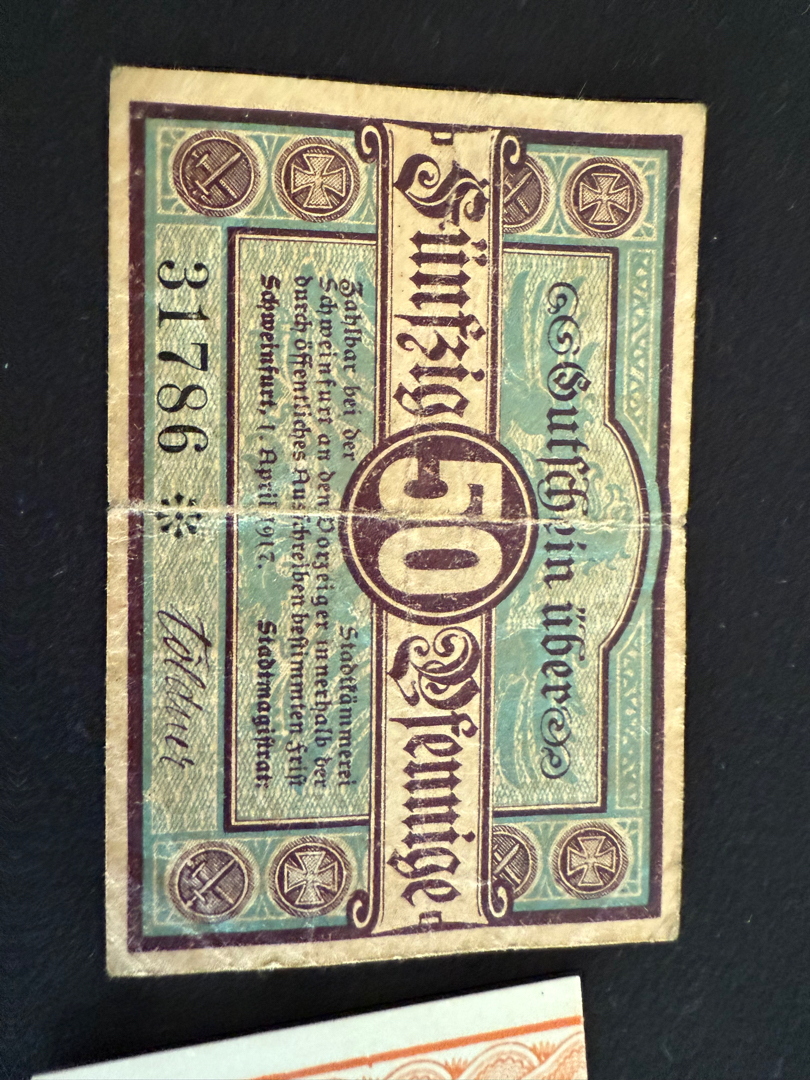 Gutschein über
Fünfzig 50 Pfennige
Zahlbar bei der Stadtkämmerei
Schweinfurt an den Vorzeiger innerhalb der
durch öffentliches Ausschreiben bestimmten Frist
Schweinfurt, 1. April 1917. Stadtmagistrat:
31786